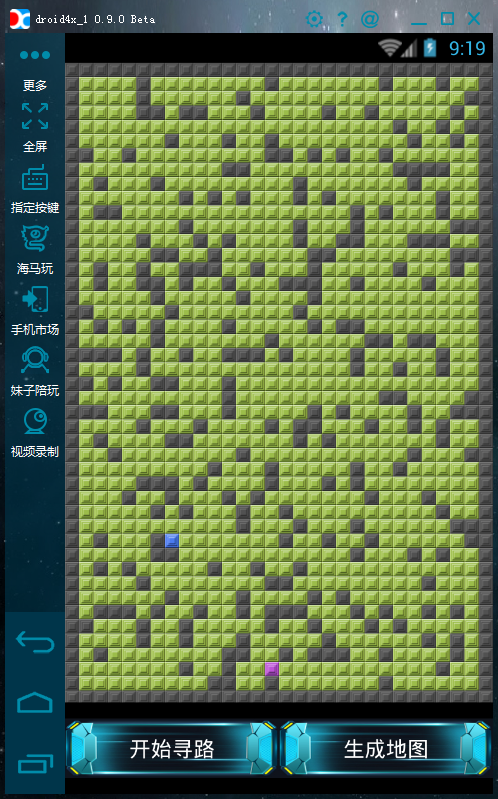 droid4x_1 0.9.0 Beta
9:19
更多
全屏
指定按键
海马玩
手机市场
妹子陪玩
视频录制
开始寻路
生成地图